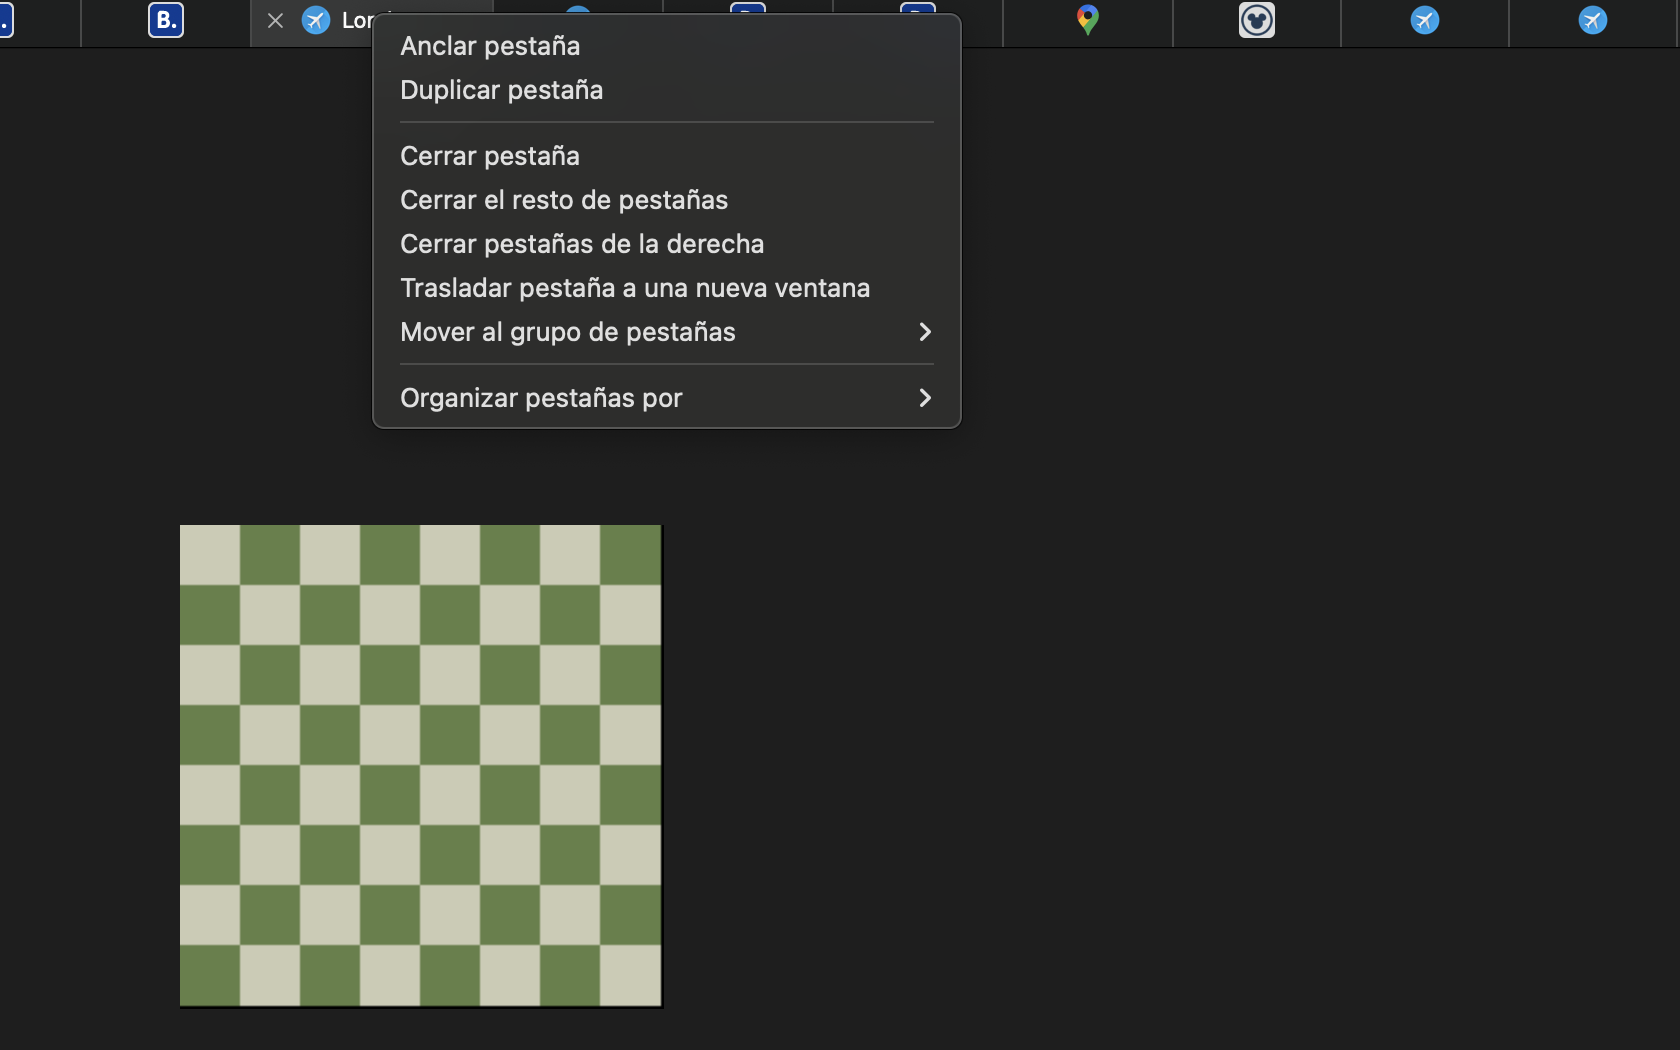 B.
Anclar pestaña
Duplicar pestaña
Cerrar pestaña
Cerrar el resto de pestañas
Cerrar pestañas de la derecha
Trasladar pestaña a una nueva ventana
Mover al grupo de pestañas
Organizar pestañas por